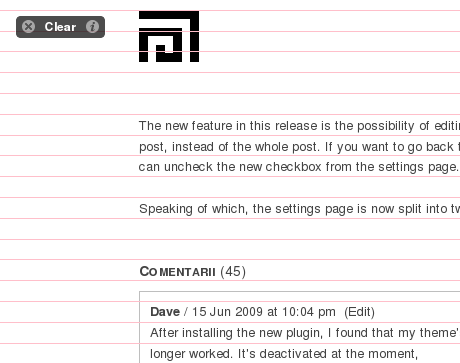 Clear
The new feature in this release is the possibility of
post, instead of the whole post. If you want to go back
can uncheck the new checkbox from the settings page.
Speaking of which, the settings page is now split into
COMENTARII (45)
Dave / 15 Jun 2009 at 10:04 pm (Edit)
After installing the new plugin, I found that my theme's
longer worked. It's deactivated at the moment,